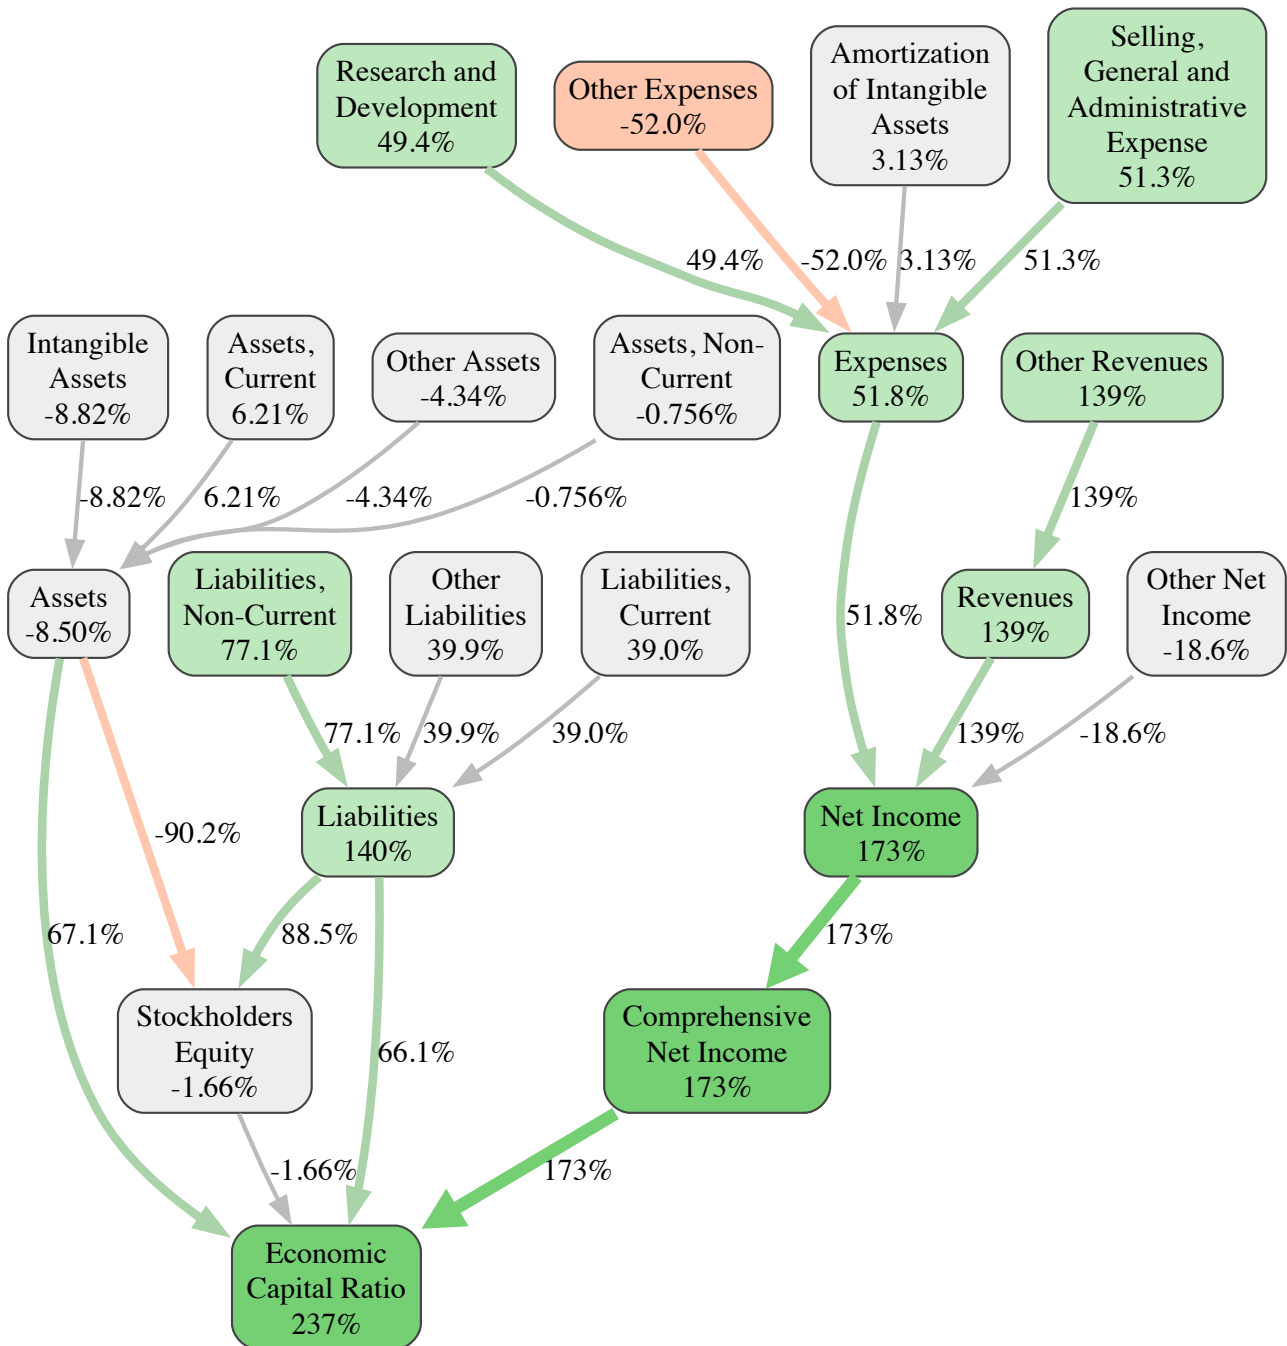 Research and
Development
49.4%
Other Expenses
-52.0%
Amortization
of Intangible
Assets
3.13%
Selling,
General and
Administrative
Expense
51.3%
49.4%
-52.0%
3.13%
51.3%
Intangible
Assets
-8.82%
Assets,
Current
6.21%
Other Assets
-4.34%
Assets, Non-
Current
-0.756%
Expenses
51.8%
Other Revenues
139%
-8.82%
6.21%
-4.34%
-0.756%
139%
Assets
-8.50%
Liabilities,
Non-Current
77.1%
Other
Liabilities
39.9%
Liabilities,
Current
39.0%
51.8%
Revenues
139%
Other Net
Income
-18.6%
77.1%
39.9%
39.0%
139%
-18.6%
-90.2%
Liabilities
140%
Net Income
173%
67.1%
88.5%
173%
Stockholders
Equity
-1.66%
66.1%
Comprehensive
Net Income
173%
-1.66%
173%
Economic
Capital Ratio
237%